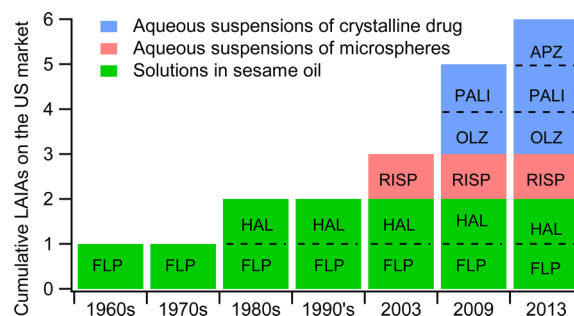 Cumulative LAIAs on the US market
6
5
4
3
2
1
0
Aqueous suspensions of crystalline drug
Aqueous suspensions of microspheres
Solutions in sesame oil
FLP
FLP
HAL
FLP
HAL
FLP
RISP
HAL
FLP
PALI
OLZ
RISP
HAL
FLP
APZ
PALI
OLZ
RISP
HAL
FLP
1960s 1970s 1980s 1990's 2003 2009 2013